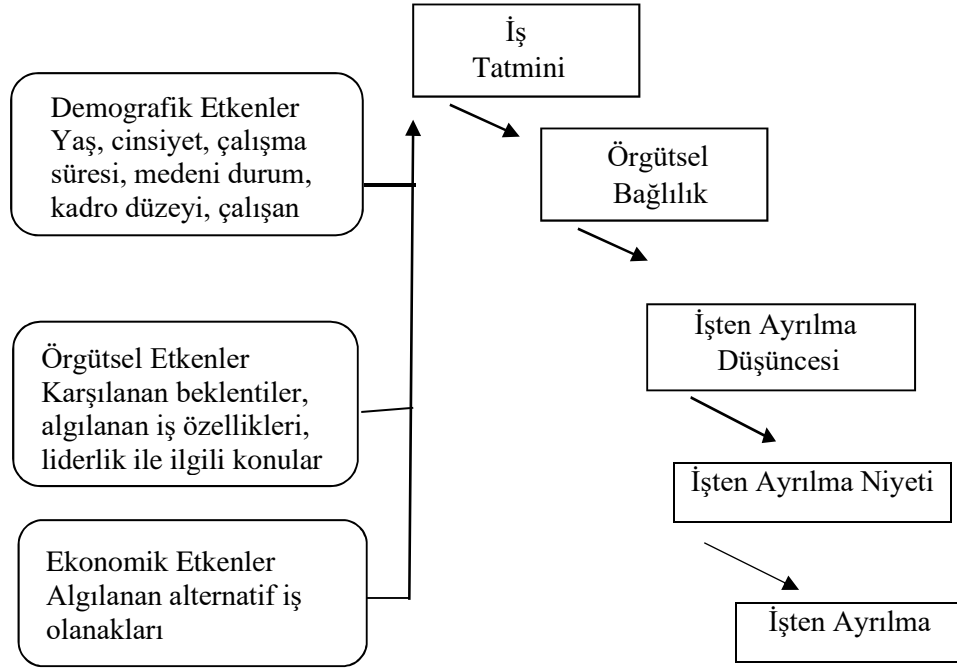 İş
Tatmini
Demografik Etkenler
Yaş, cinsiyet, çalışma
süresi, medeni durum,
kadro düzeyi, çalışan
Örgütsel
Bağlılık
İşten Ayrılma
Düşüncesi
Örgütsel Etkenler
Karşılanan beklentiler,
algılanan iş özellikleri,
liderlik ile ilgili konular
İşten Ayrılma Niyeti
Ekonomik Etkenler
Algılanan alternatif iş
olanakları
İşten Ayrılma